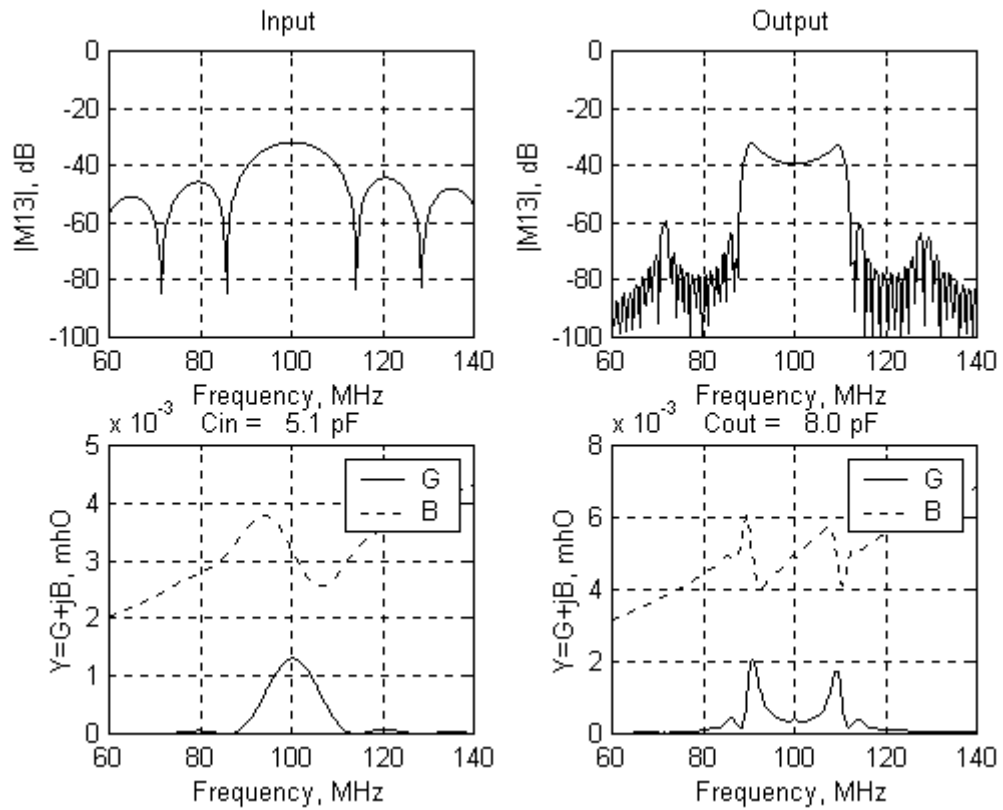 Input
0
-20
-40
-60
-80
-100
|M13|, dB
60 80 100 120 140
Frequency, MHz
Output
0
-20
-40
-60
-80
-100
|M13|, dB
60 80 100 120 140
Frequency, MHz
x 10-3 Cin = 5.1 pF
5
4
3
2
1
0
Y=G+jB, mhO
G
B
60 80 100 120 140
Frequency, MHz
x 10-3 Cout = 8.0 pF
8
6
4
2
0
Y=G+jB, mhO
G
B
60 80 100 120 140
Frequency, MHz